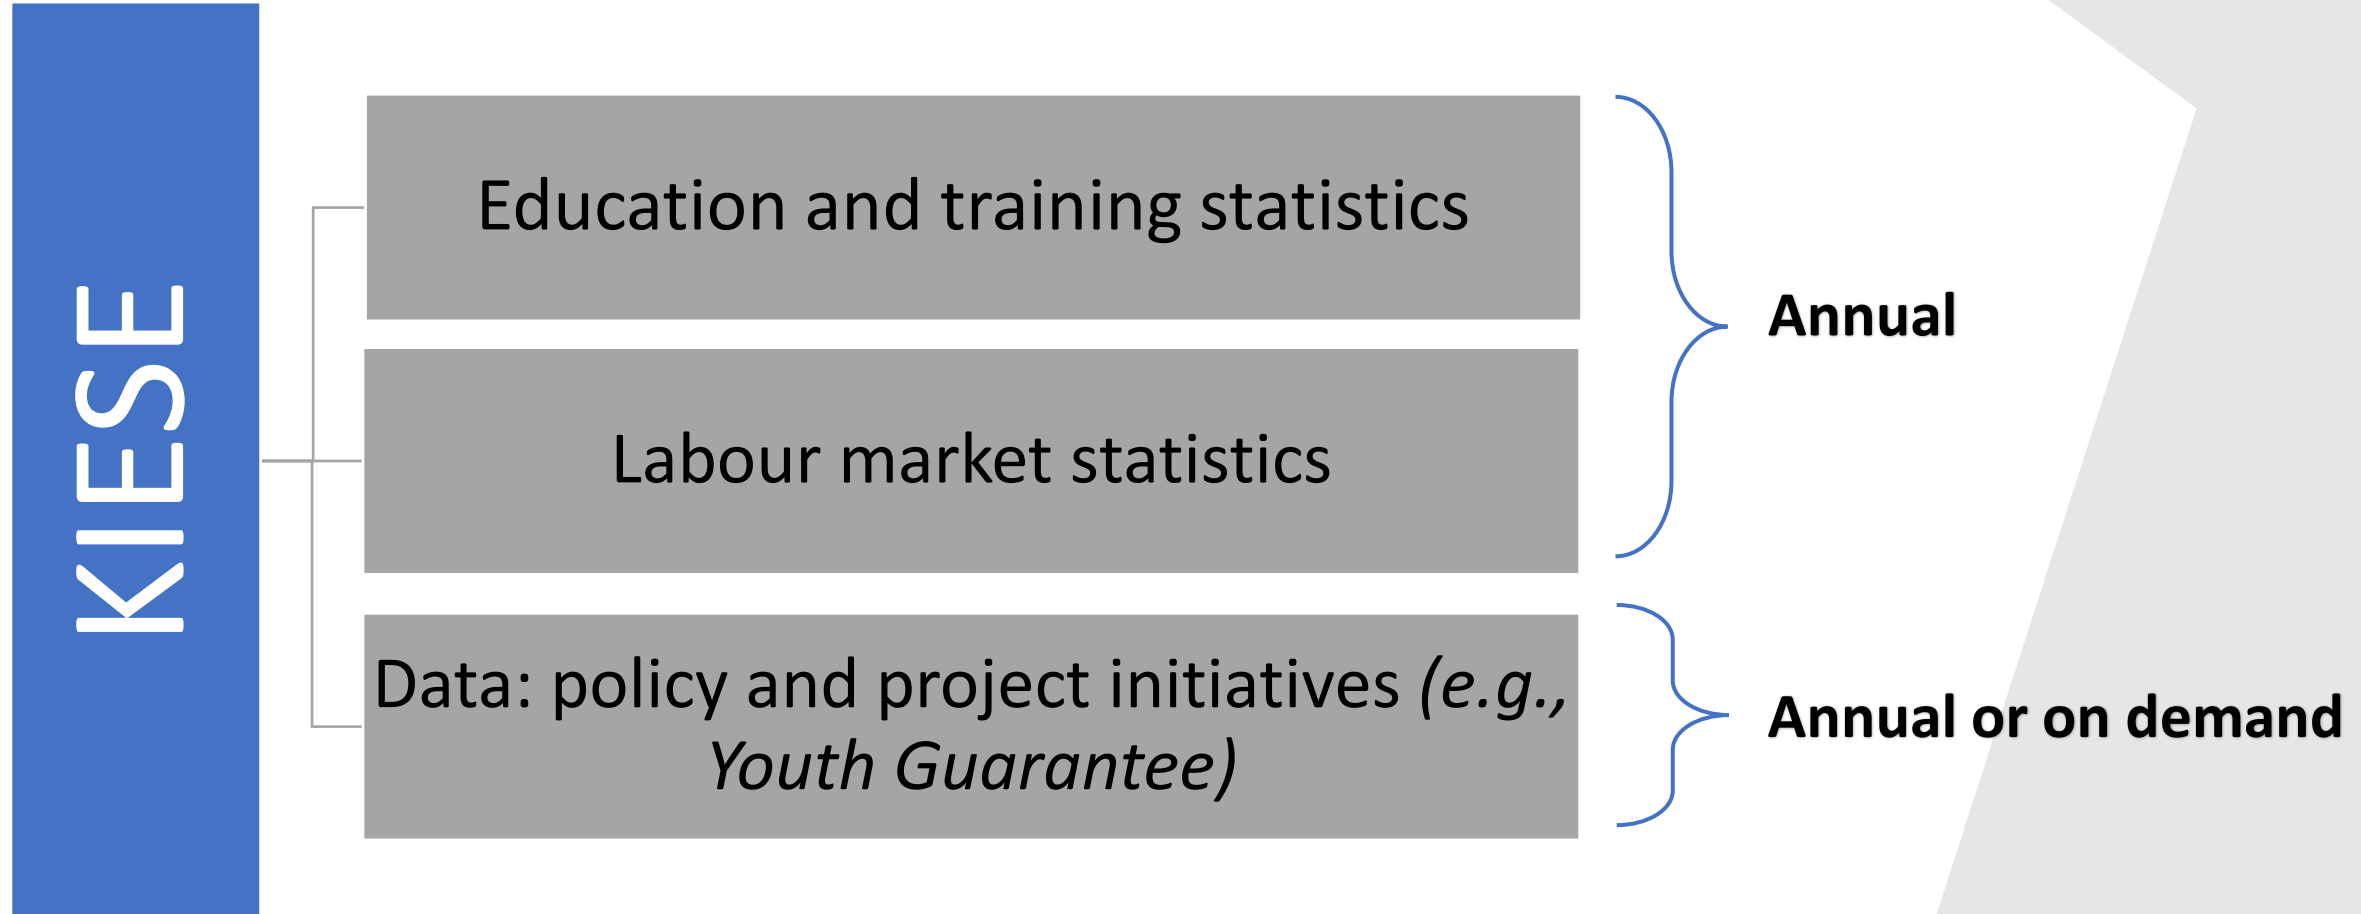 KIESE
Education and training statistics
Labour market statistics
Annual
Data: policy and project initiatives (e.g.,
Youth Guarantee)
Annual or on demand